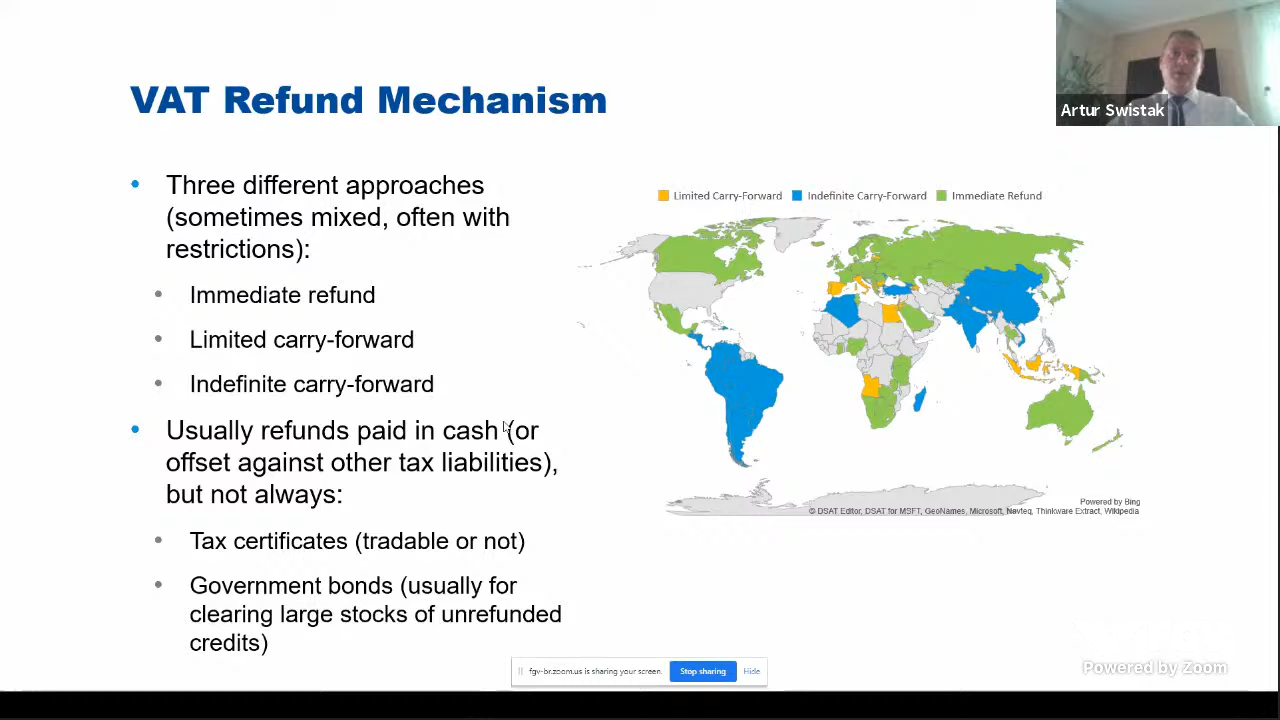 VAT Refund Mechanism
Artur Swistak
• Three different approaches
(sometimes mixed, often with
restrictions):
• Immediate refund
• Limited carry-forward
• Indefinite carry-forward
• Usually refunds paid in cash (or
offset against other tax liabilities),
but not always:
• Tax certificates (tradable or not)
• Government bonds (usually for
clearing large stocks of unrefunded
credits)
Limited Carry-Forward Indefinite Carry-Forward Immediate Refund
Powered by Bing
© DSAT Editor, DSAT for MSFT, GeoNames, Microsoft, Navteq, Thinkware Extract, Wikipedia
fgv-br.zoom.us is sharing your screen. Stop sharing Hide
Powered by Zoom